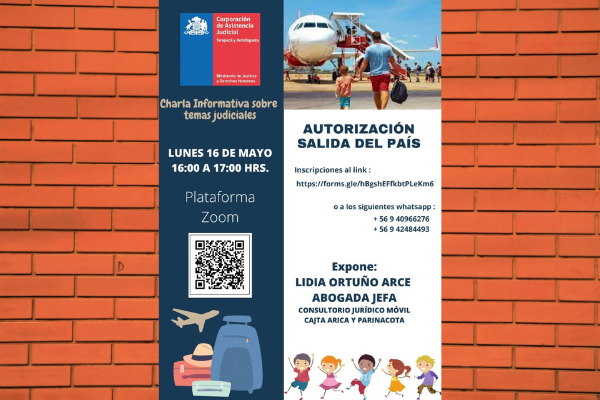 Corporación
de Asistencia
Judicial
Tarapacá y Antofagasta
Ministerio de Justicia
y Derechos Humanos
Charla Informativa sobre
temas judiciales
LUNES 16 DE MAYO
16:00 A 17:00 HRS.
Plataforma
Zoom
AUTORIZACIÓN
SALIDA DEL PAÍS
Inscripciones al link :
https://forms.gle/hBgshEFfkbtPLeKm6
o a los siguientes whatsapp :
+ 56 9 40966276
+ 56 9 42484493
Expone:
LIDIA ORTUÑO ARCE
ABOGADA JEFA
CONSULTORIO JURÍDICO MÓVIL
CAJTA ARICA Y PARINACOTA